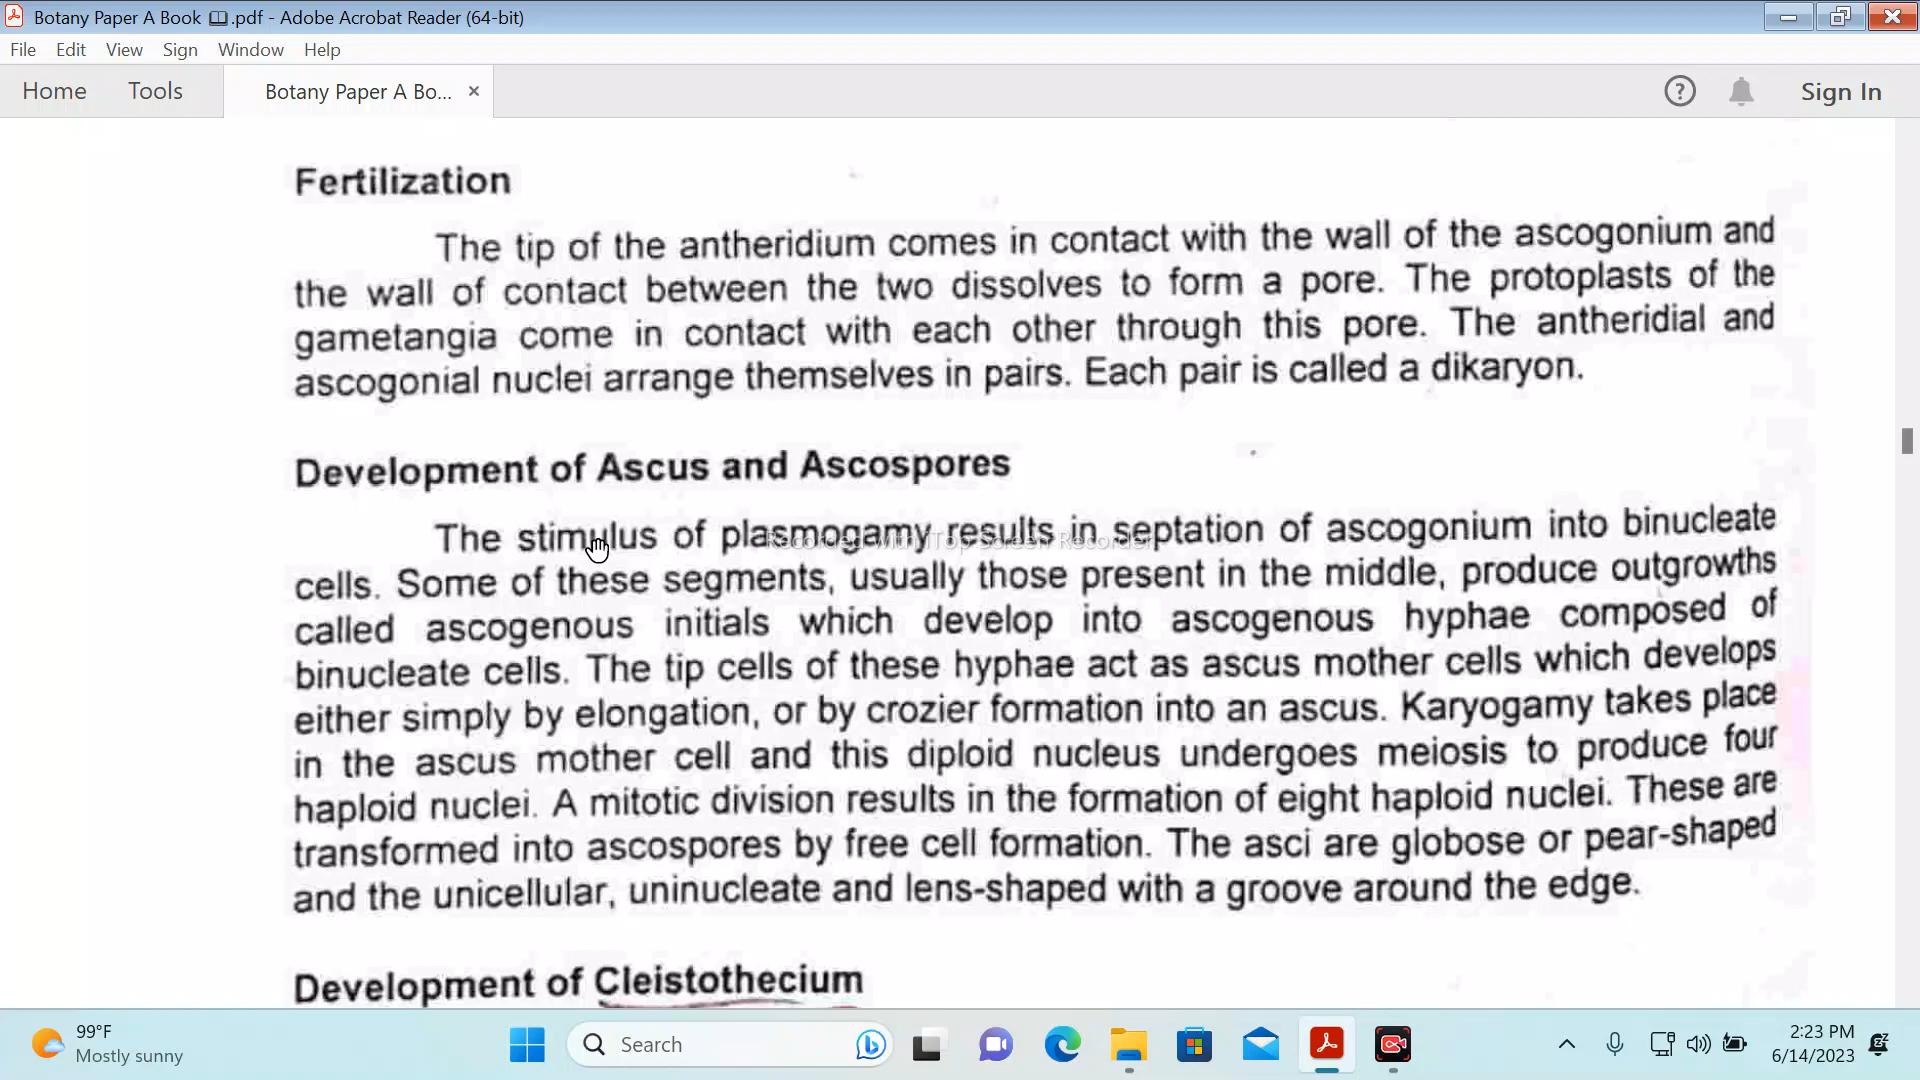 Botany Paper A Book 📖.pdf - Adobe Acrobat Reader (64-bit)
File Edit View Sign Window Help
Home Tools Botany Paper A Bo... × Sign In
Fertilization
The tip of the antheridium comes in contact with the wall of the ascogonium and
the wall of contact between the two dissolves to form a pore. The protoplasts of the
gametangia come in contact with each other through this pore. The antheridial and
ascogonial nuclei arrange themselves in pairs. Each pair is called a dikaryon.
Development of Ascus and Ascospores
The stimulus of plasmogamy results in septation of ascogonium into binucleate
Recorded with iTop Screen Recorder
cells. Some of these segments, usually those present in the middle, produce outgrowths
called ascogenous initials which develop into ascogenous hyphae composed of
binucleate cells. The tip cells of these hyphae act as ascus mother cells which develops
either simply by elongation, or by crozier formation into an ascus. Karyogamy takes place
in the ascus mother cell and this diploid nucleus undergoes meiosis to produce four
haploid nuclei. A mitotic division results in the formation of eight haploid nuclei. These are
transformed into ascospores by free cell formation. The asci are globose or pear-shaped
and the unicellular, uninucleate and lens-shaped with a groove around the edge.
Development of Cleistothecium
99°F
Mostly sunny
Search
2:23 PM
6/14/2023